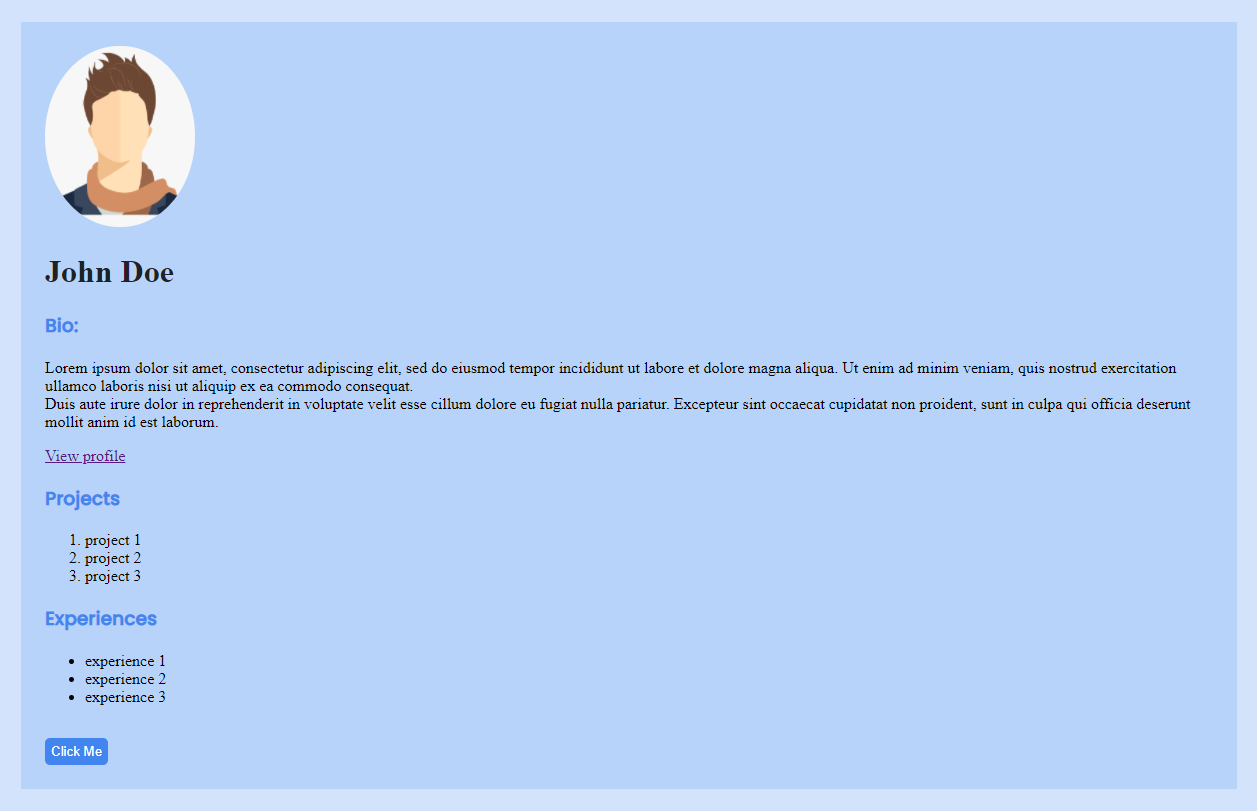 John Doe
Bio:
Lorem ipsum dolor sit amet, consectetur adipiscing elit, sed do eiusmod tempor incididunt ut labore et dolore magna aliqua. Ut enim ad minim veniam, quis nostrud exercitation
ullamco laboris nisi ut aliquip ex ea commodo consequat.
Duis aute irure dolor in reprehenderit in voluptate velit esse cillum dolore eu fugiat nulla pariatur. Excepteur sint occaecat cupidatat non proident, sunt in culpa qui officia deserunt
mollit anim id est laborum.
View profile
Projects
1. project 1
2. project 2
3. project 3
Experiences
• experience 1
• experience 2
• experience 3
Click Me